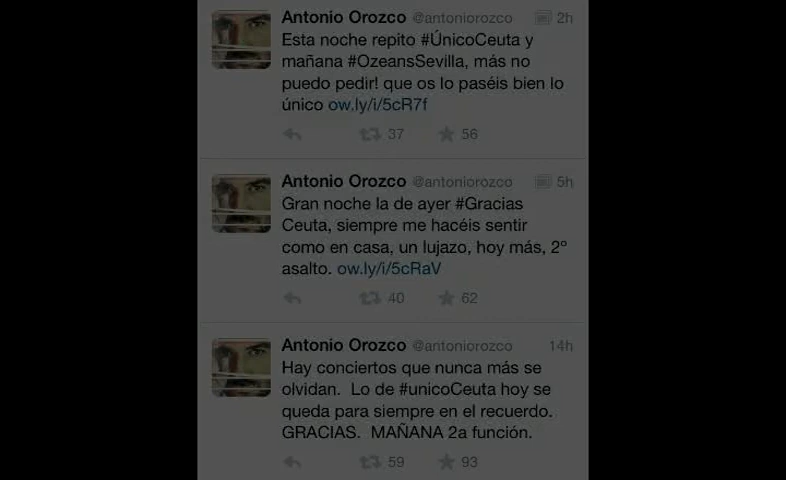 Antonio Orozco @antoniorozco 2h
Esta noche repito #ÚnicoCeuta y
mañana #OzeansSevilla, más no
puedo pedir! que os lo paséis bien lo
único ow.ly/i/5cR7f
37 56
Antonio Orozco @antoniorozco 5h
Gran noche la de ayer #Gracias
Ceuta, siempre me hacéis sentir
como en casa, un lujazo, hoy más, 2º
asalto. ow.ly/i/5cRaV
40 62
Antonio Orozco @antoniorozco 14h
Hay conciertos que nunca más se
olvidan. Lo de #unicoCeuta hoy se
queda para siempre en el recuerdo.
GRACIAS. MAÑANA 2a función.
59 93